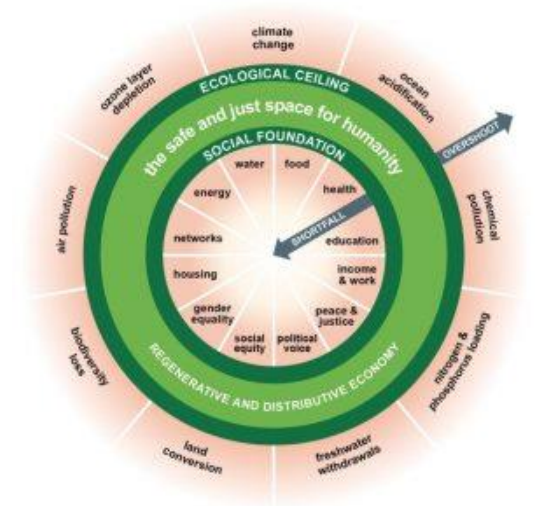 climate
change
ocean
acidification
OVERSHOOT
chemical
pollution
nitrogen &
phosphorus loading
freshwater
withdrawals
land
conversion
biodiversity
loss
air pollution
ozone layer
depletion
ECOLOGICAL CEILING
the safe and just space for humanity
SOCIAL FOUNDATION
water
food
health
SHORTFALL
education
income
& work
peace &
justice
political
voice
social
equity
gender
equality
housing
networks
energy
REGENERATIVE AND DISTRIBUTIVE ECONOMY